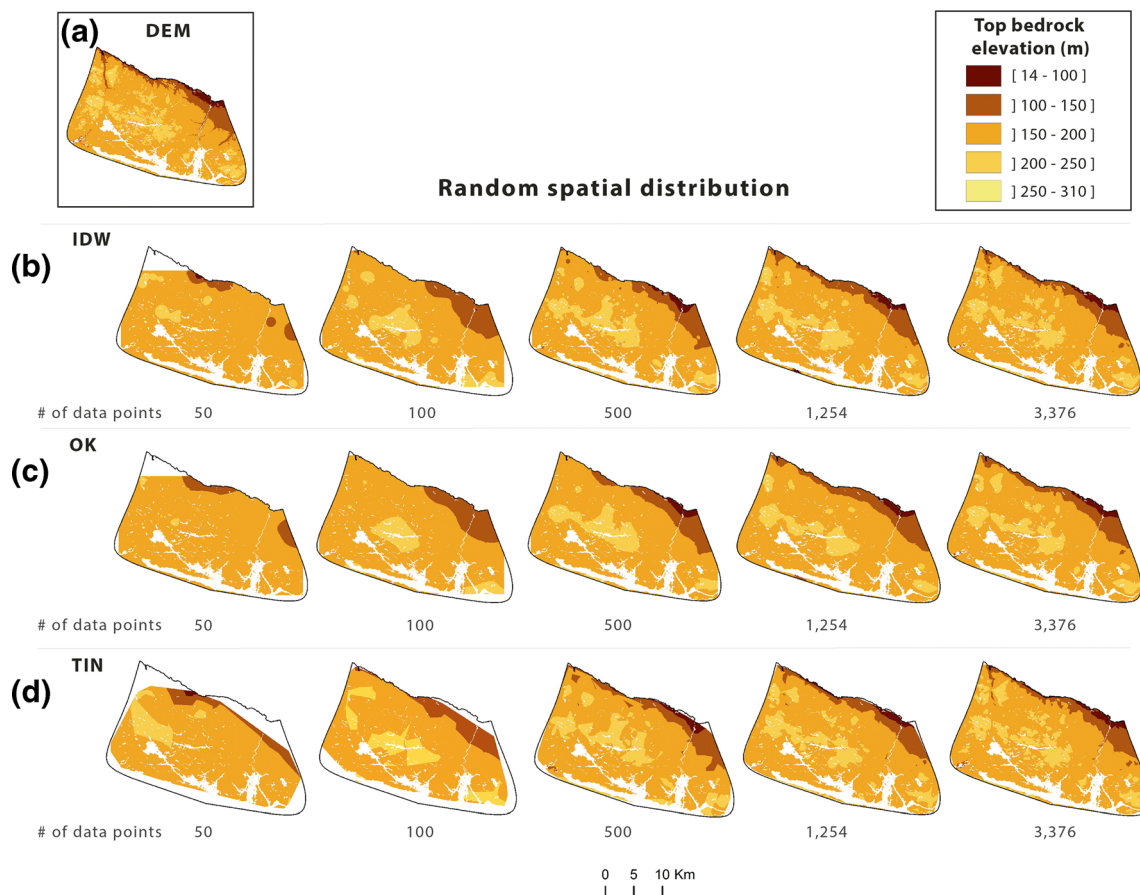 (a)
DEM
Top bedrock
elevation (m)
[ 14 - 100 ]
] 100 - 150 ]
] 150 - 200 ]
] 200 - 250 ]
] 250 - 310 ]
Random spatial distribution
IDW
(b)
# of data points 50 100 500 1,254 3,376
OK
(c)
# of data points 50 100 500 1,254 3,376
TIN
(d)
# of data points 50 100 500 1,254 3,376
0 5 10 Km